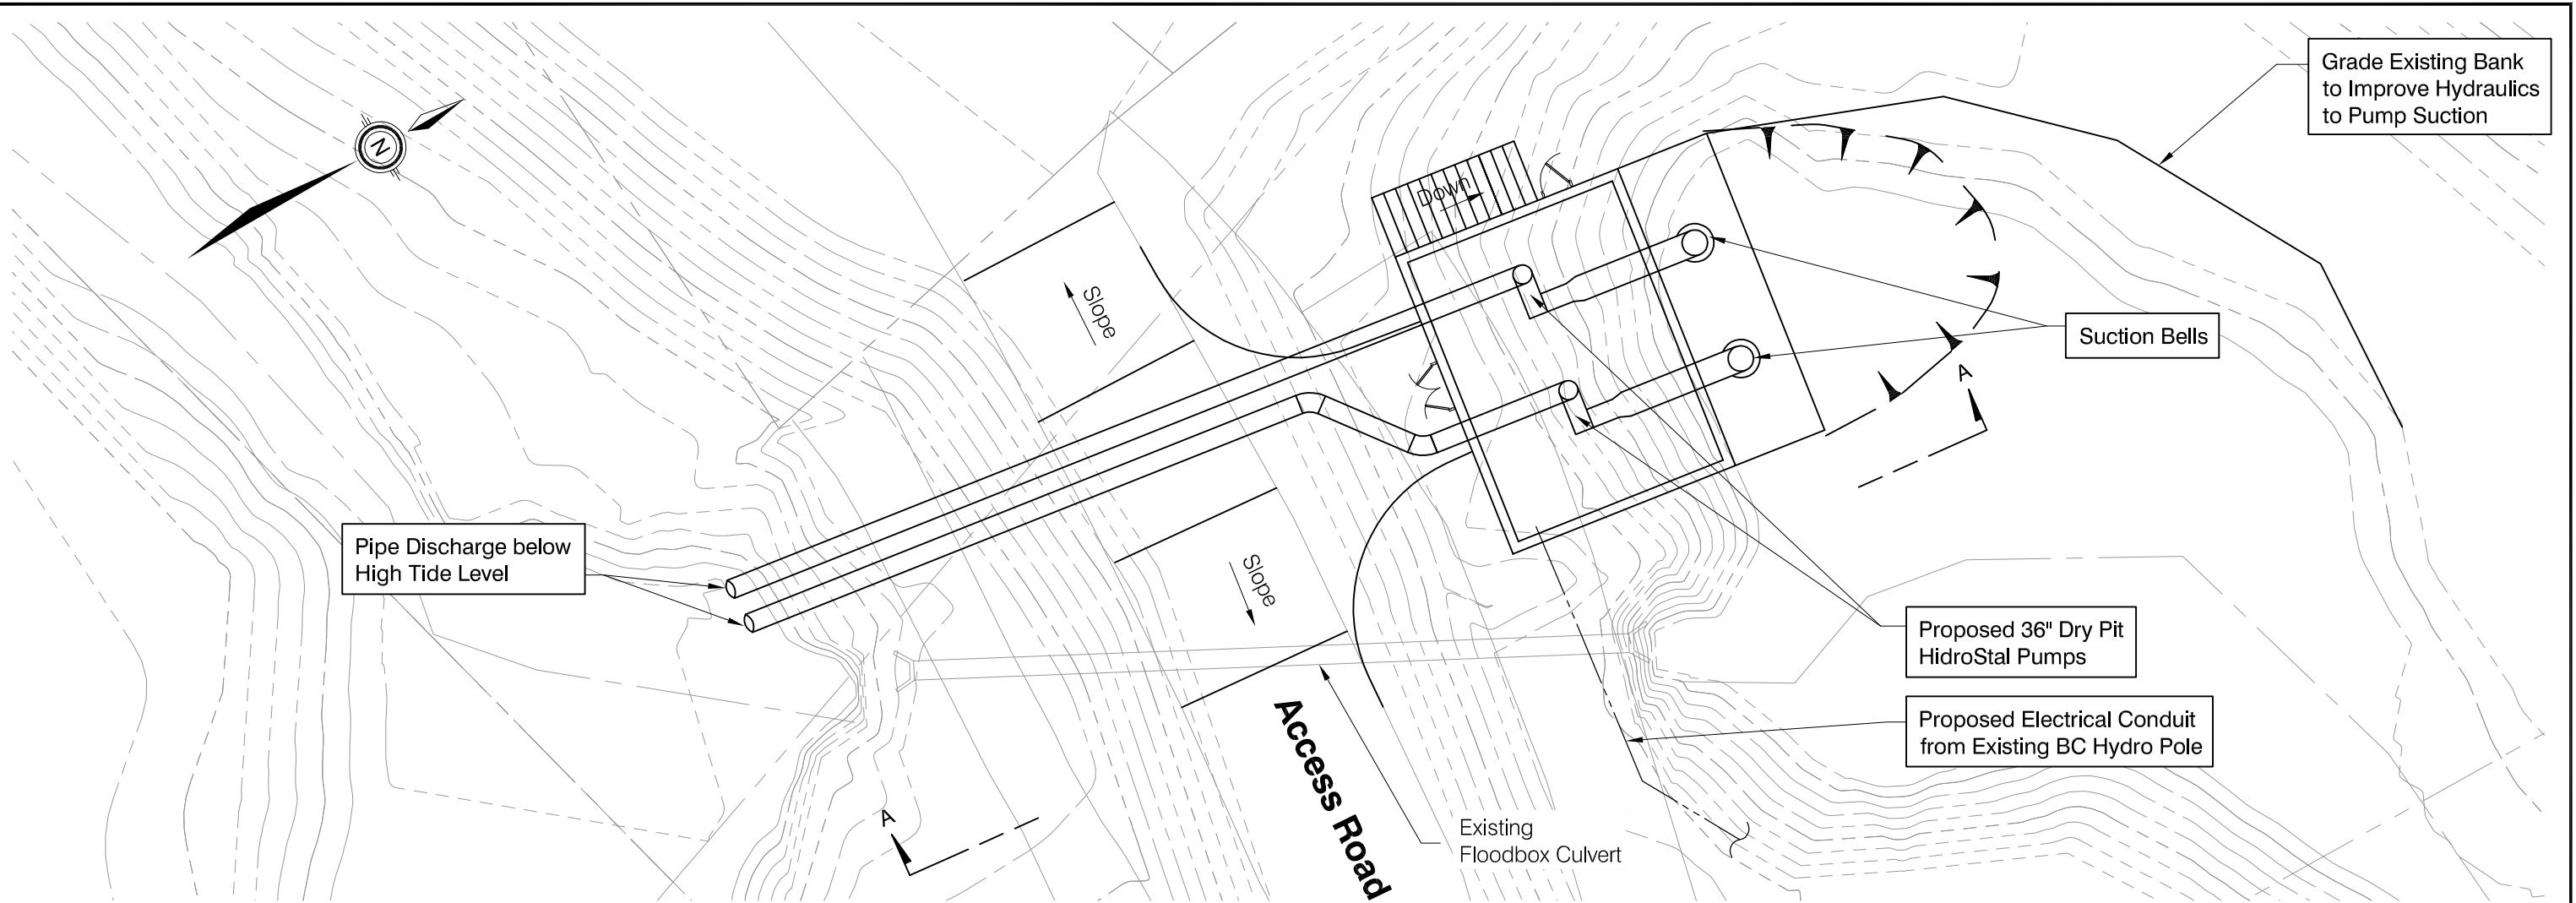 Grade Existing Bank
to Improve Hydraulics
to Pump Suction
N
Down
Slope
Suction Bells
A
Pipe Discharge below
High Tide Level
Slope
Proposed 36" Dry Pit
HidroStal Pumps
Proposed Electrical Conduit
from Existing BC Hydro Pole
Access Road
A
Existing
Floodbox Culvert